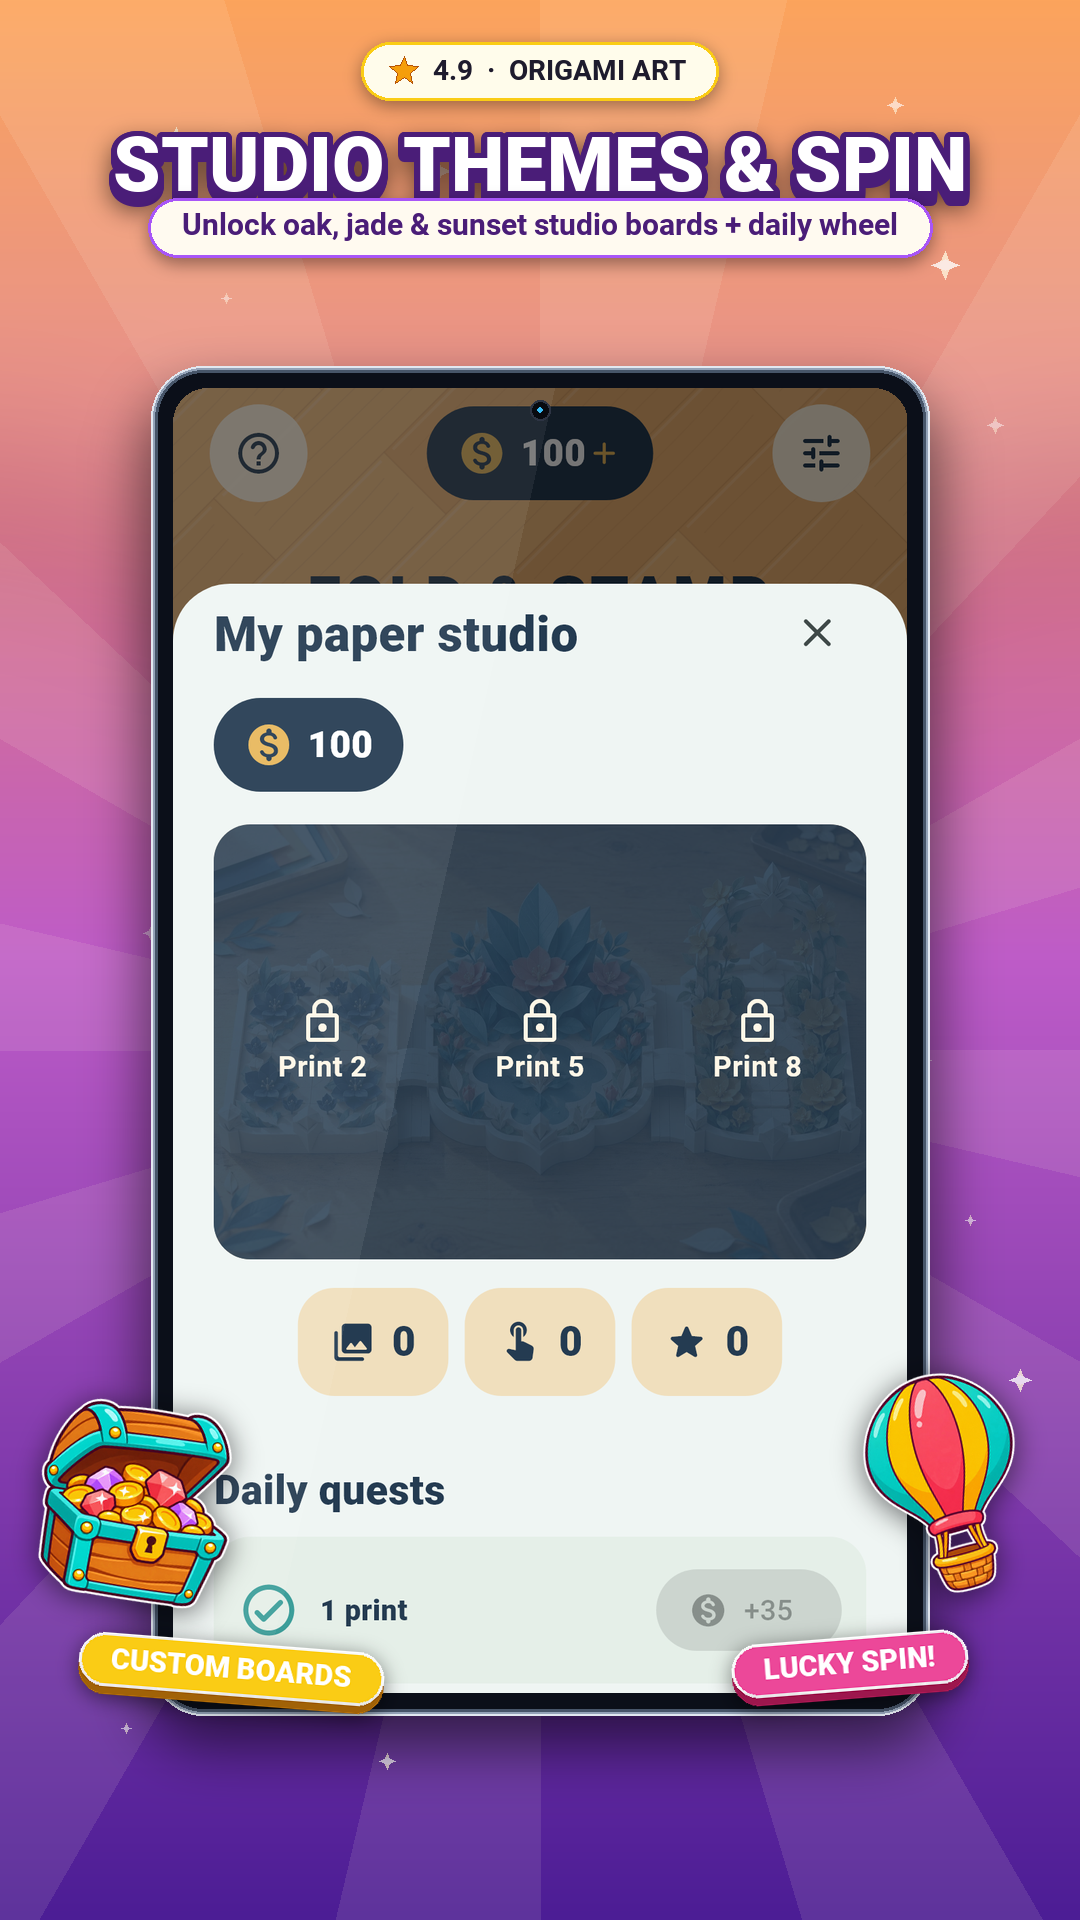 4.9 · ORIGAMI ART
STUDIO THEMES & SPIN
Unlock oak, jade & sunset studio boards + daily wheel
100 +
FOLD & STAMP
My paper studio
100
Print 2
Print 5
Print 8
0
0
0
Daily quests
1 print
+35
CUSTOM BOARDS
LUCKY SPIN!